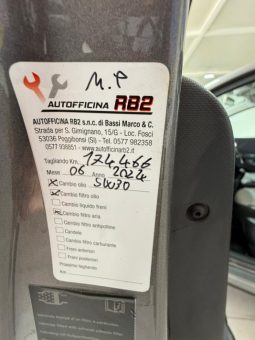 M.P
AUTOFFICINA RB2
AUTOFFICINA RB2 s.n.c. di Bassi Marco & C.
Strada per S. Gimignano, 15/G - Loc. Fosci
53036 Poggibonsi (SI) - Tel. 0577 982358
www.autofficinarb2.it
Tagliando Km. 174466
Mese 06 Anno 2024
X Cambio olio 5W30
X Cambio filtro olio
Cambio liquido freni
X Cambio filtro aria
Cambio filtro antipolline
Candele
Cambio filtro carburante
Freni anteriori
Freni posteriori
Prossimo tagliando
Km